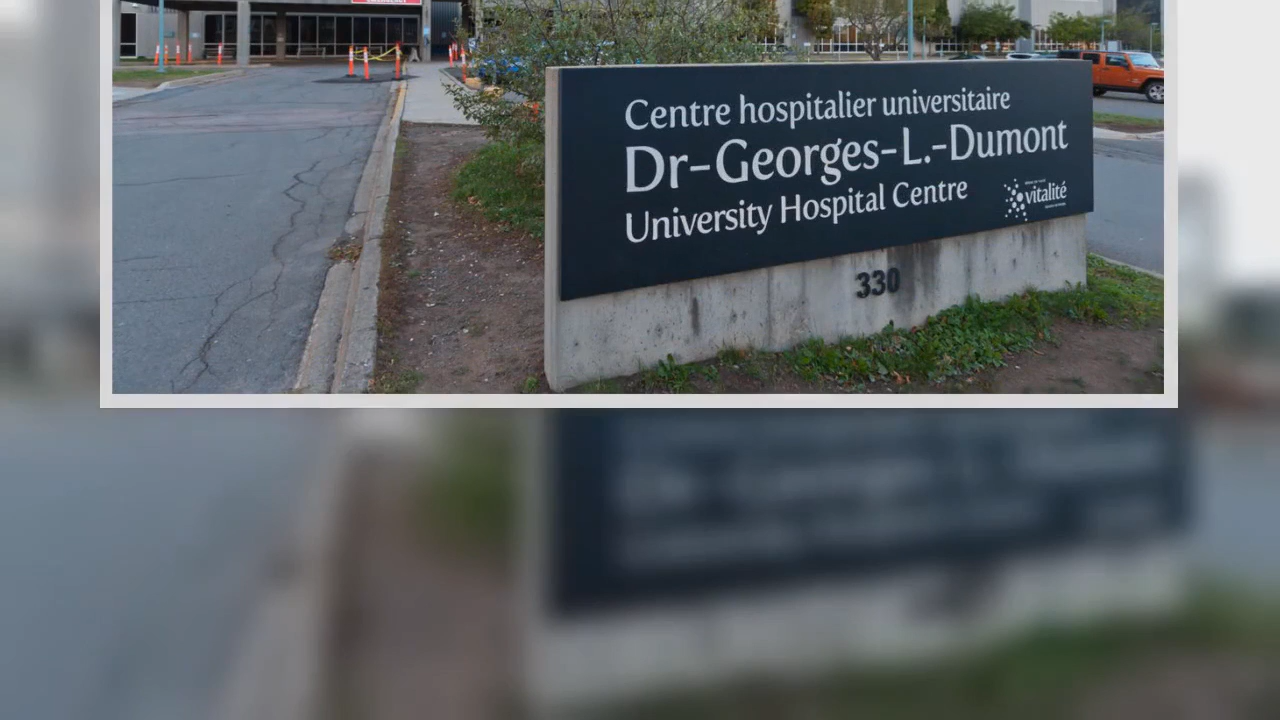 Centre hospitalier universitaire
Dr-Georges-L.-Dumont
University Hospital Centre
vitalité
330